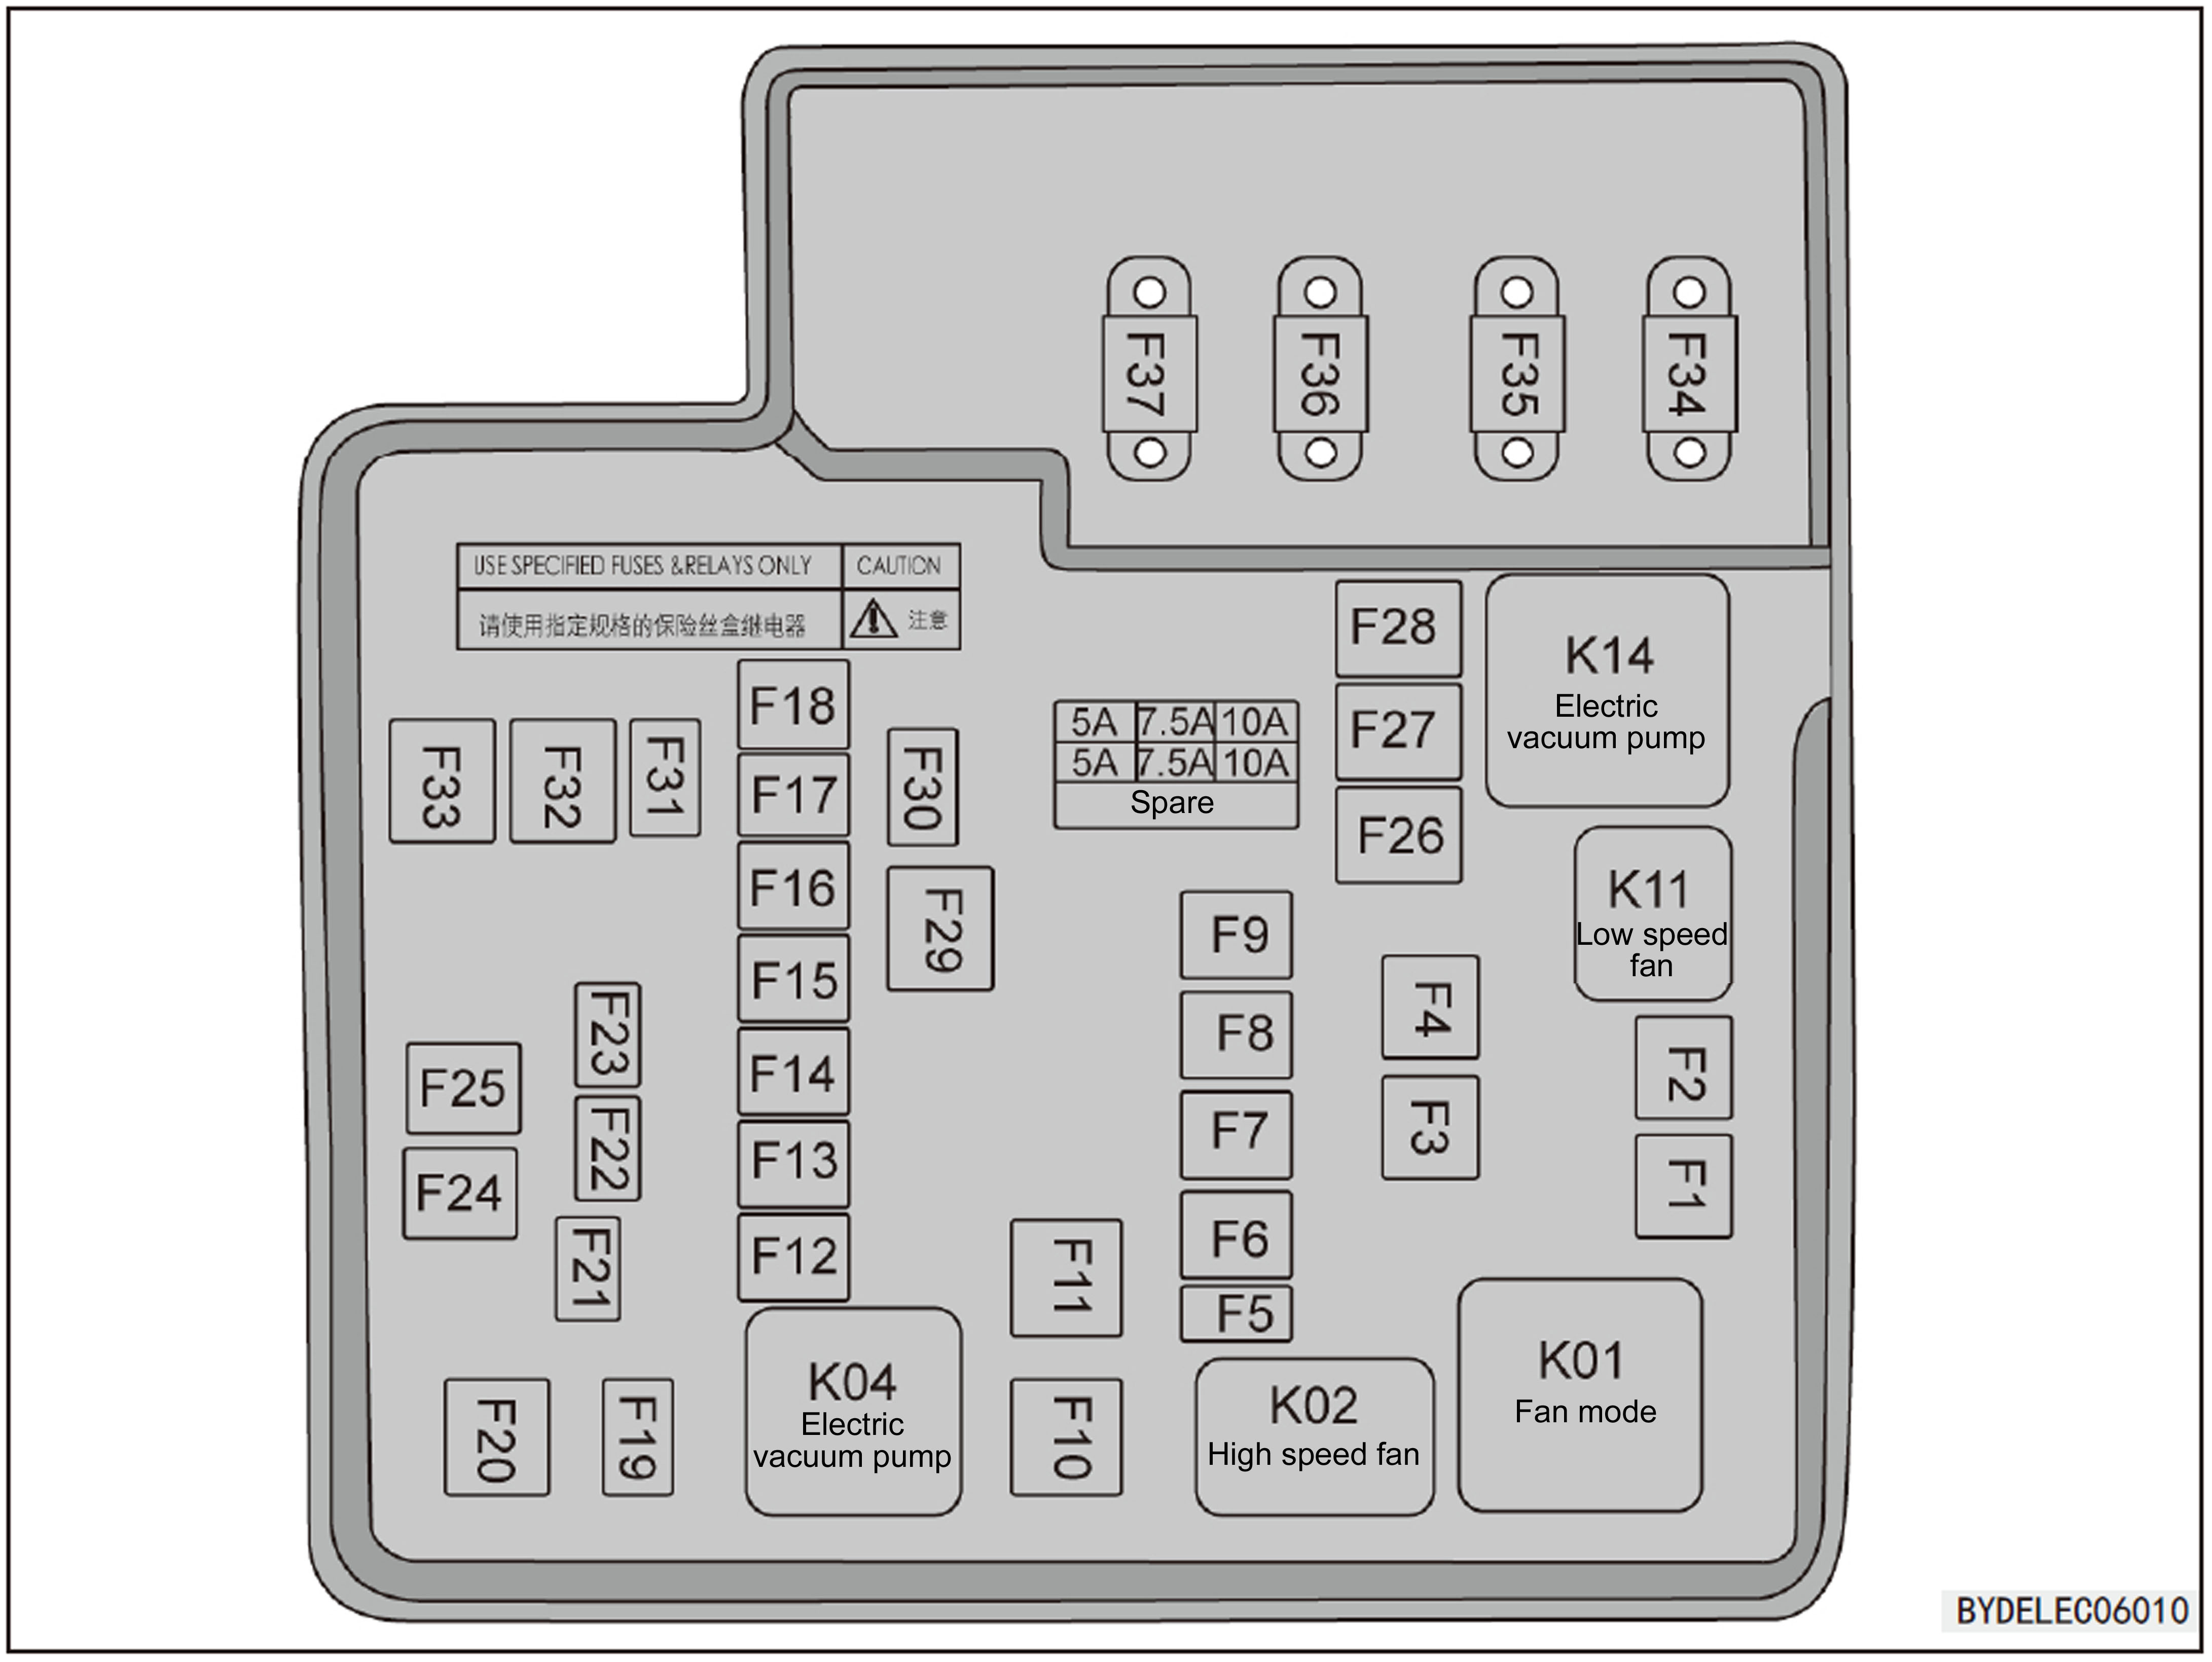 F37
F36
F35
F34
USE SPECIFIED FUSES &RELAYS ONLY
CAUTION
请使用指定规格的保险丝盒继电器
注意
F28
K14
Electric
vacuum pump
F18
F33
F32
F31
F17
F30
5A 7.5A 10A
5A 7.5A 10A
Spare
F27
F26
F16
F29
F9
K11
Low speed
fan
F15
F23
F8
F4
F2
F25
F14
F22
F7
F3
F24
F13
F1
F21
F12
F11
F6
F5
F20
F19
K04
Electric
vacuum pump
F10
K02
High speed fan
K01
Fan mode
BYDELEC06010